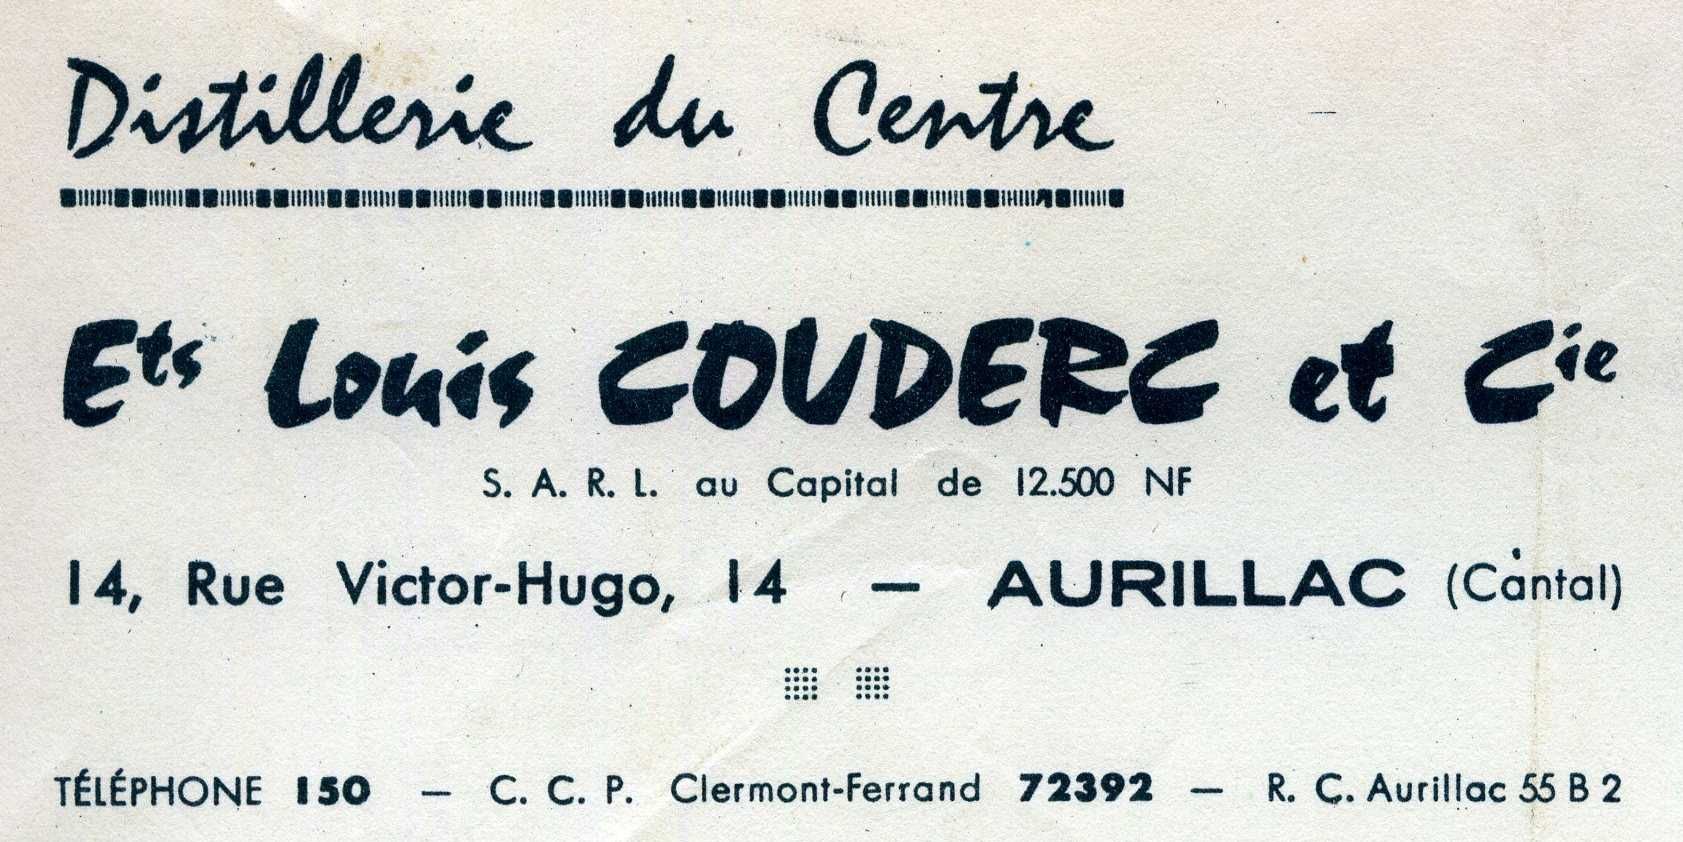 Distillerie du Centre
Ets Louis COUDERC et Cie
S. A. R. L. au Capital de 12.500 NF
14, Rue Victor-Hugo, 14 — AURILLAC (Cantal)
TÉLÉPHONE 150 — C. C. P. Clermont-Ferrand 72392 — R. C. Aurillac 55 B 2